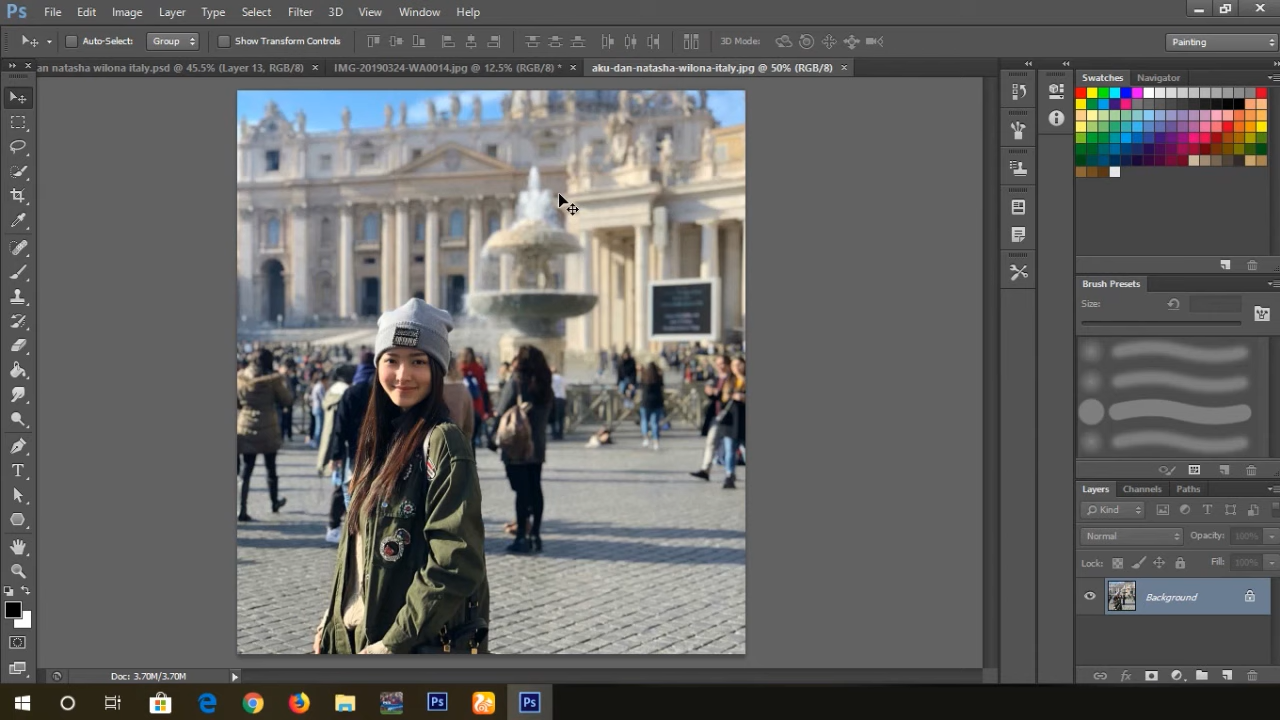 Ps File Edit Image Layer Type Select Filter 3D View Window Help
Auto-Select: Group Show Transform Controls 3D Mode: Painting
an natasha wilona italy.psd @ 45.5% (Layer 13, RGB/8) × IMG-20190324-WA0014.jpg @ 12.5% (RGB/8) * × aku-dan-natasha-wilona-italy.jpg @ 50% (RGB/8) ×
Swatches Navigator
Brush Presets
Size:
Layers Channels Paths
Kind
Normal Opacity: 100%
Lock: Fill: 100%
Background
Doc: 3.70M/3.70M
Ps Ps